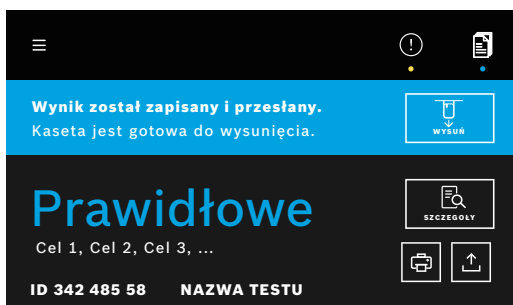 Wynik został zapisany i przesłany.
Kaseta jest gotowa do wysunięcia.
WYSUŃ
Prawidłowe
Cel 1, Cel 2, Cel 3, ...
SZCZEGOŁY
ID 342 485 58 NAZWA TESTU